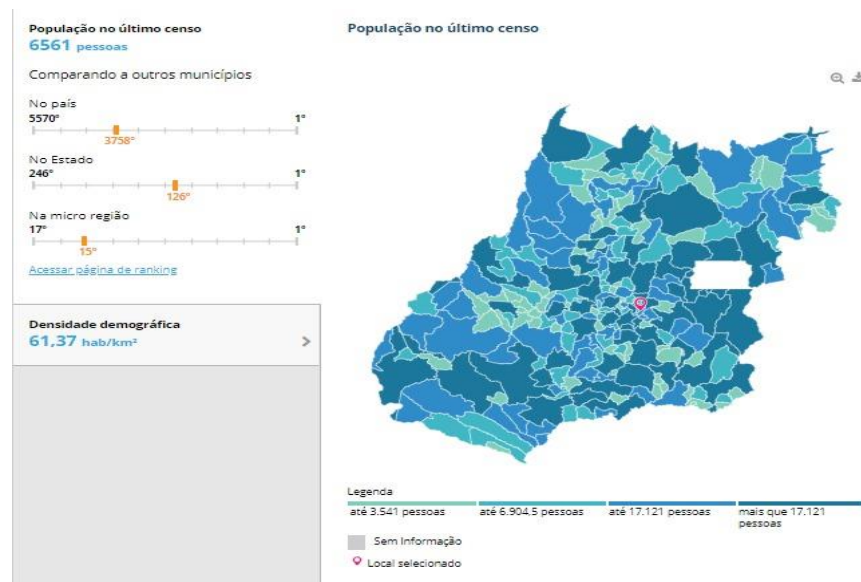 População no último censo
6561 pessoas
Comparando a outros municípios
No país
5570° 1°
3758°
No Estado
246° 1°
126°
Na micro região
17° 1°
15°
Acessar página de ranking
Densidade demográfica
61,37 hab/km²
População no último censo
Legenda
até 3.541 pessoas até 6.904,5 pessoas até 17.121 pessoas mais que 17.121
pessoas
Sem Informação
Local selecionado